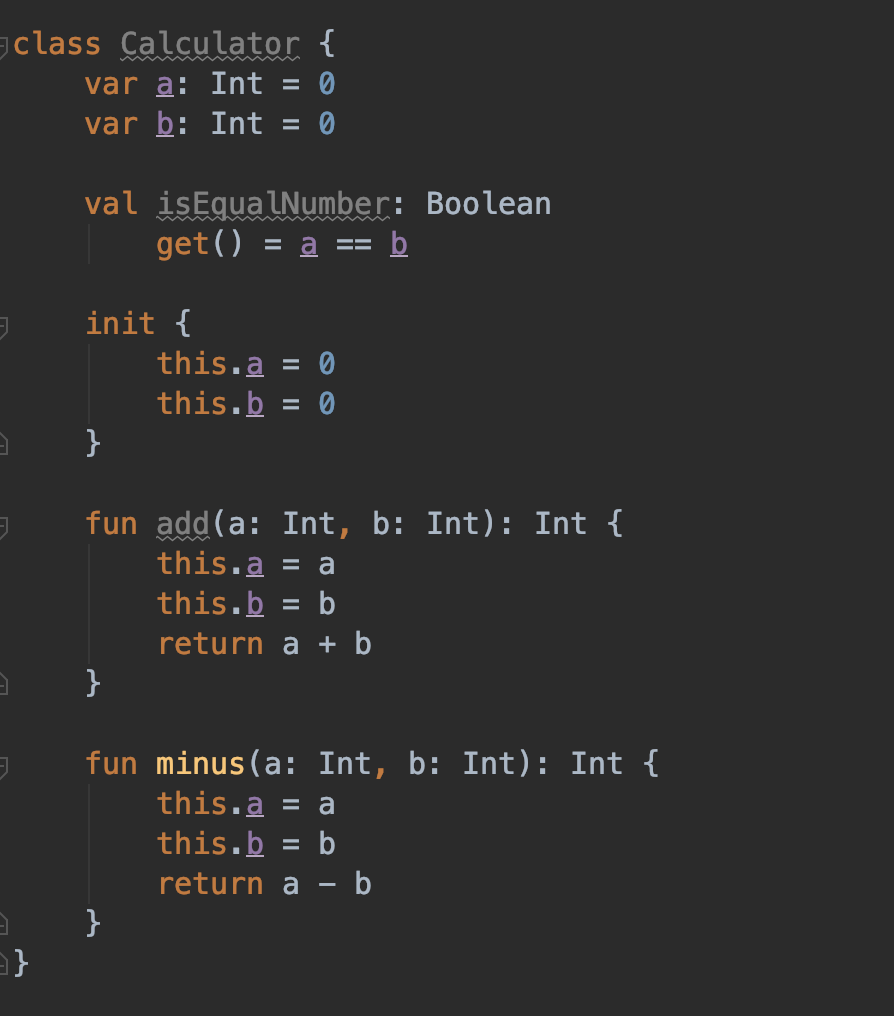 class Calculator {
    var a: Int = 0
    var b: Int = 0

    val isEqualNumber: Boolean
        get() = a == b

    init {
        this.a = 0
        this.b = 0
    }

    fun add(a: Int, b: Int): Int {
        this.a = a
        this.b = b
        return a + b
    }

    fun minus(a: Int, b: Int): Int {
        this.a = a
        this.b = b
        return a - b
    }
}